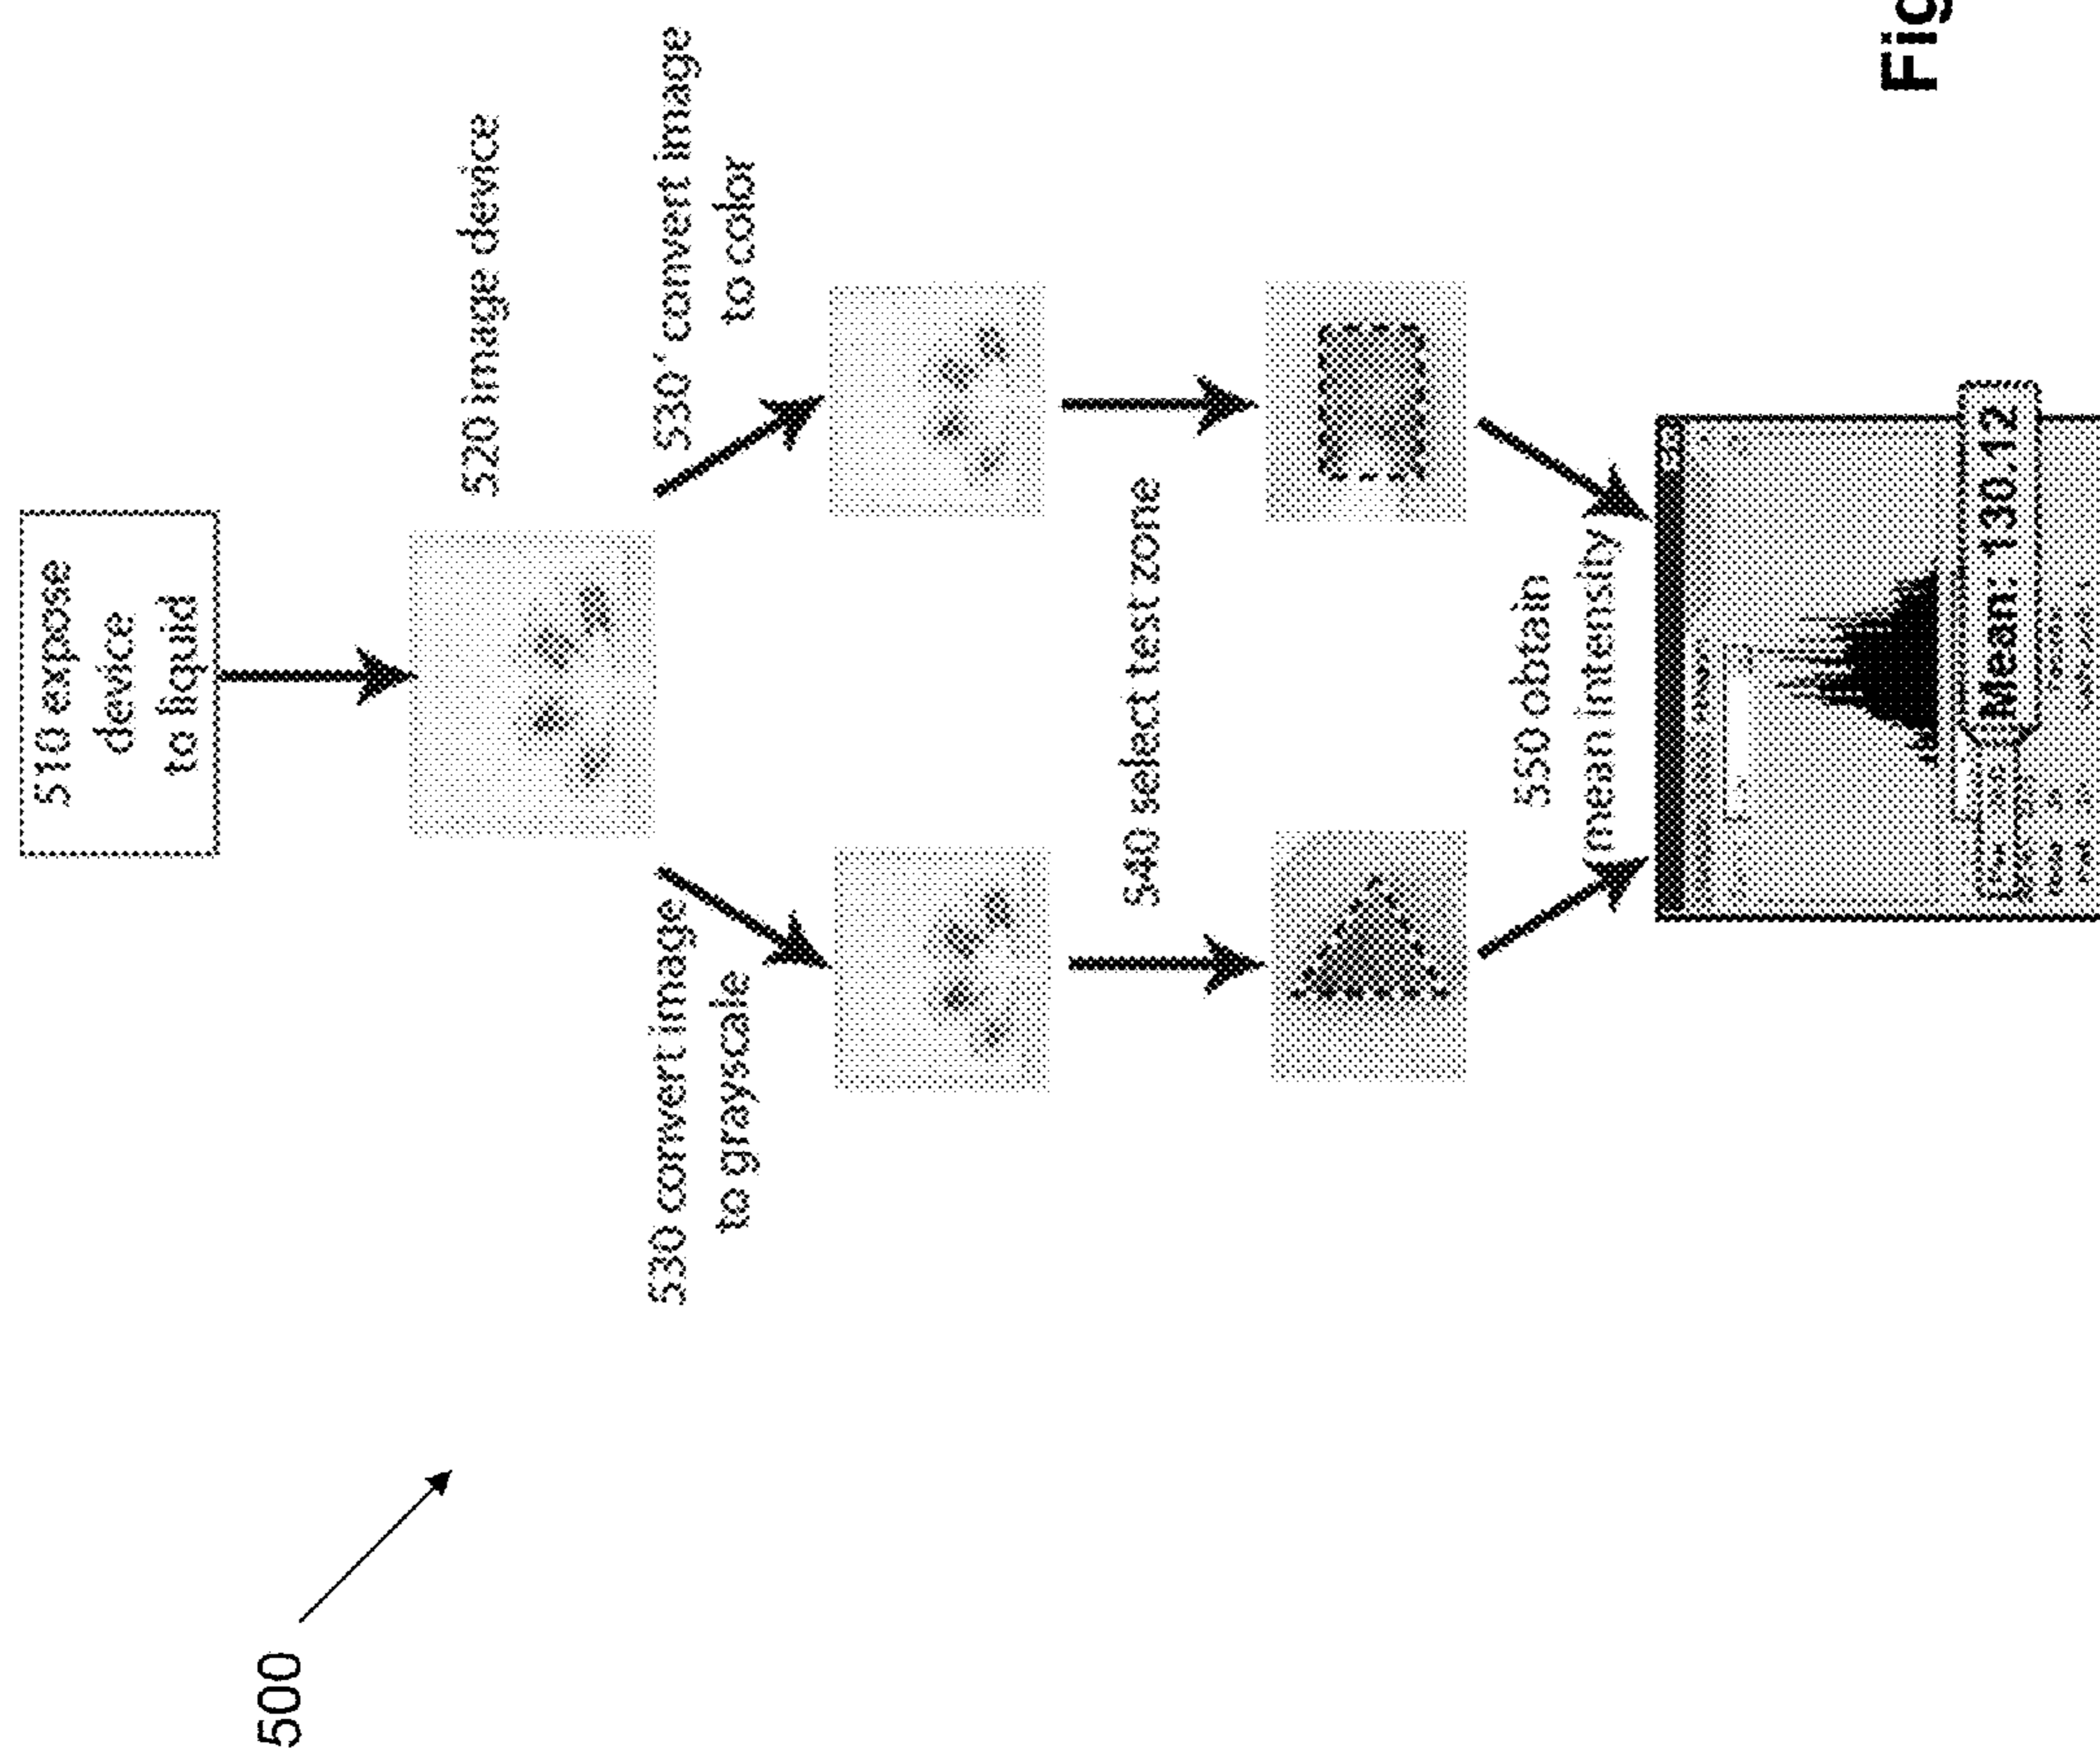 500
510 expose
device
to liquid
520 image device
530 convert image
to grayscale
530' convert image
to color
540 select test zone
550 obtain
mean intensity
Mean: 130.12
Fig